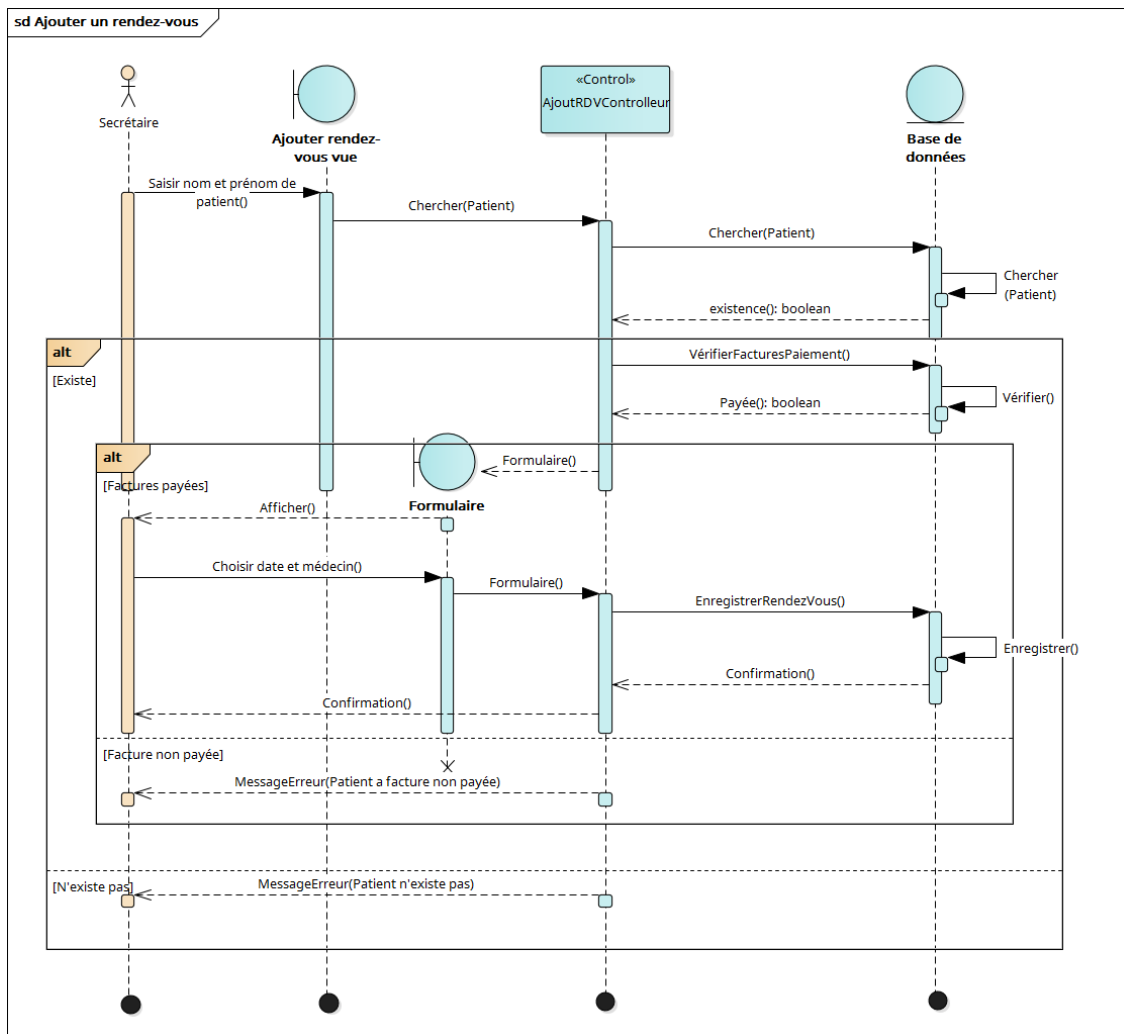 sd Ajouter un rendez-vous
Secrétaire
Ajouter rendez-
vous vue
«Control»
AjoutRDVControlleur
Base de
données
Saisir nom et prénom de
patient()
Chercher(Patient)
Chercher(Patient)
Chercher
(Patient)
existence(): boolean
alt
[Existe]
VérifierFacturesPaiement()
Vérifier()
Payée(): boolean
alt
[Factures payées]
Formulaire()
Formulaire
Afficher()
Choisir date et médecin()
Formulaire()
EnregistrerRendezVous()
Enregistrer()
Confirmation()
Confirmation()
[Facture non payée]
MessageErreur(Patient a facture non payée)
[N'existe pas]
MessageErreur(Patient n'existe pas)